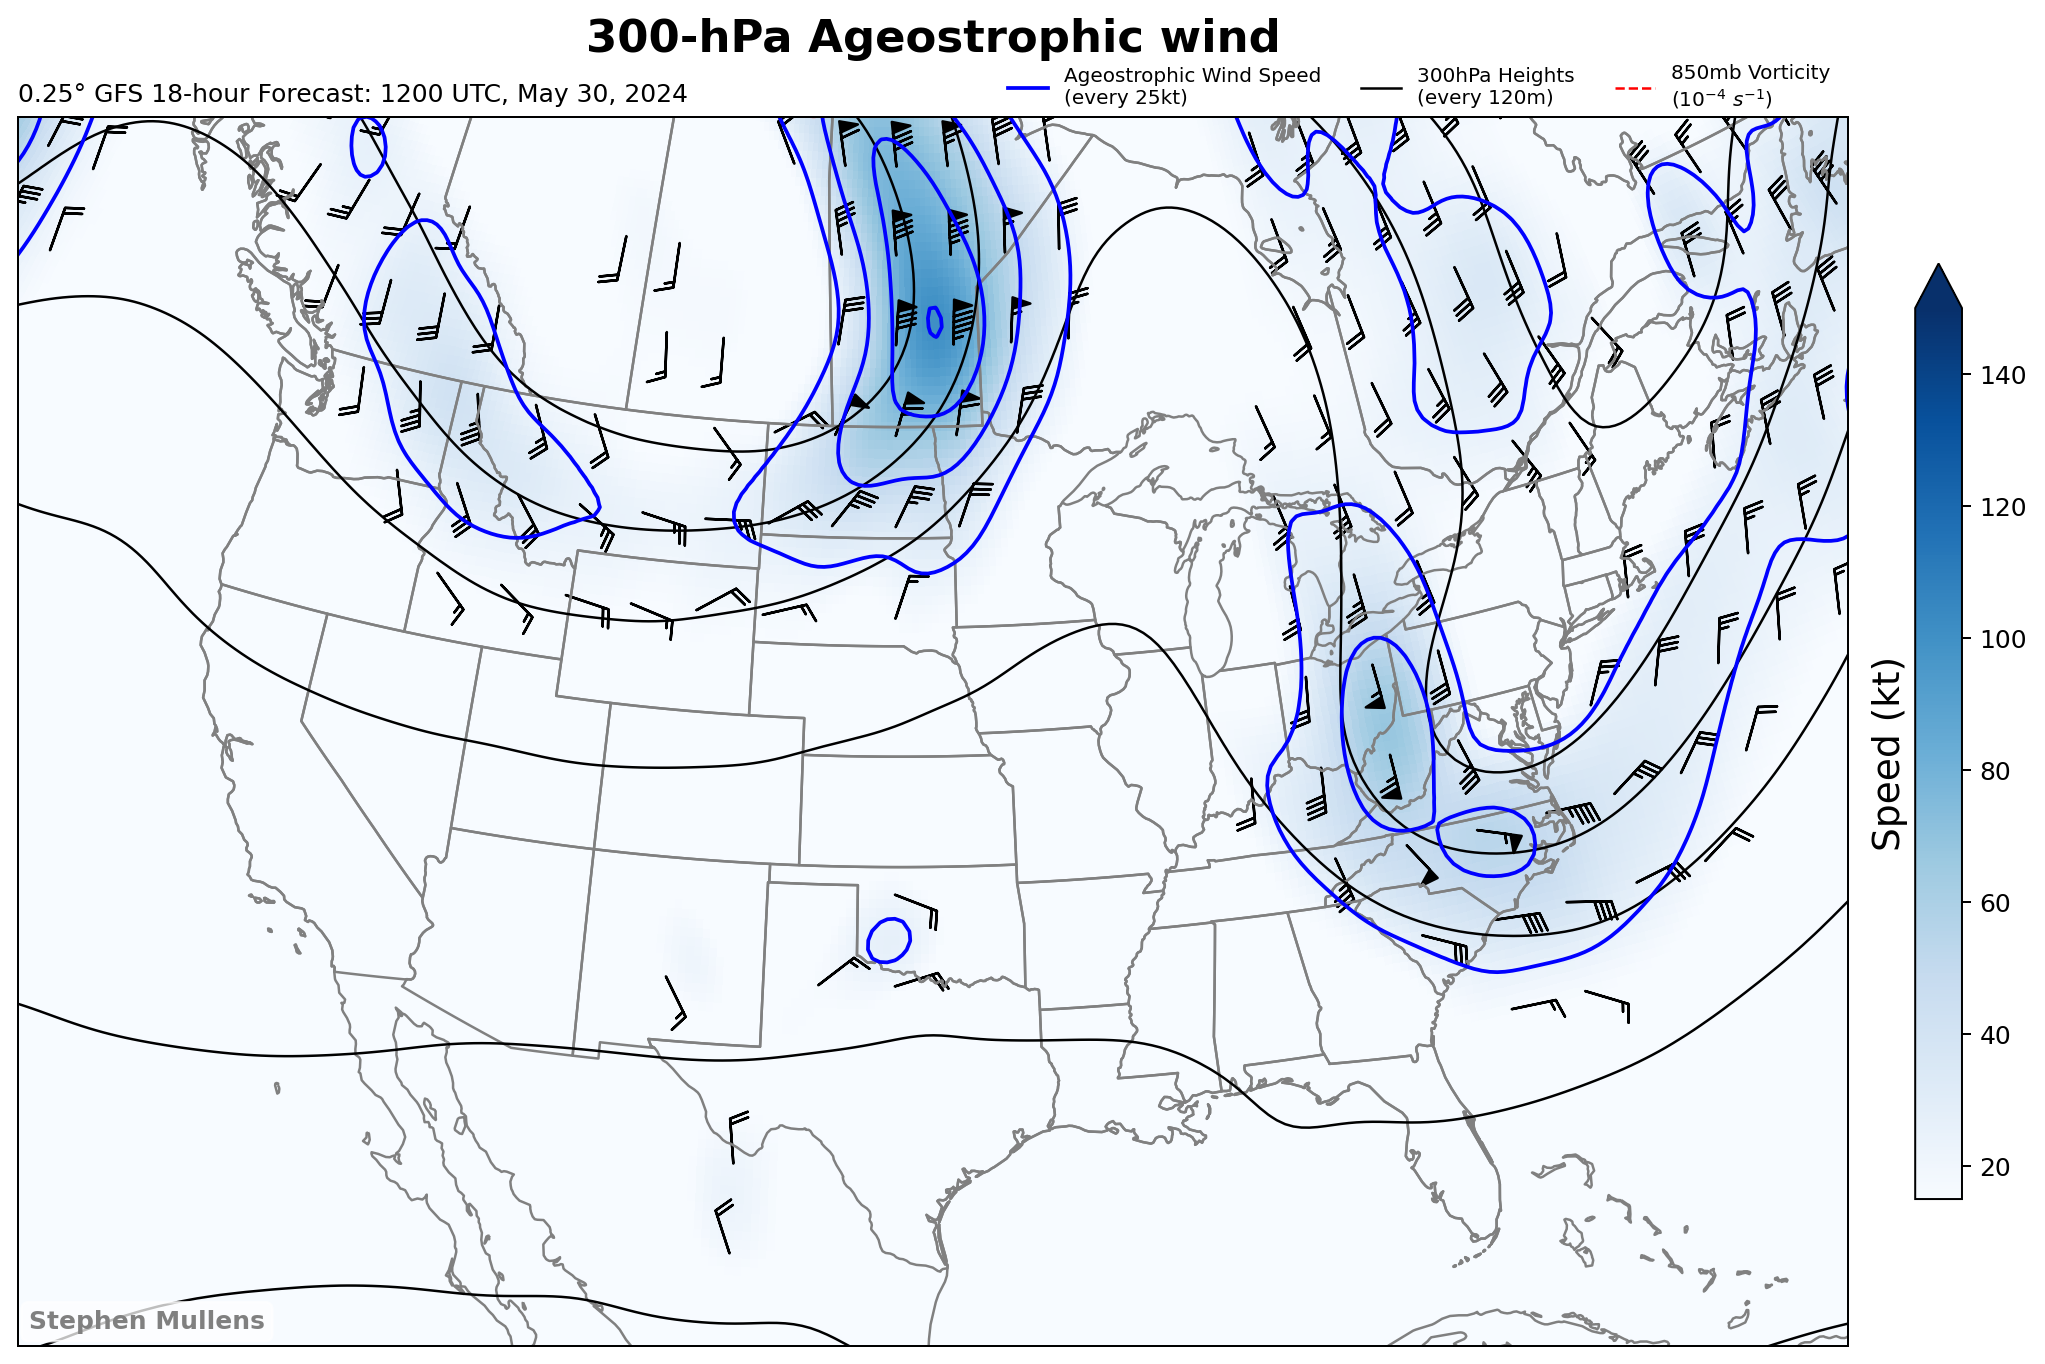 300-hPa Ageostrophic wind
0.25° GFS 18-hour Forecast: 1200 UTC, May 30, 2024
Ageostrophic Wind Speed
(every 25kt)
300hPa Heights
(every 120m)
850mb Vorticity
(10⁻⁴ s⁻¹)
140
120
100
80
60
40
20
Speed (kt)
Stephen Mullens